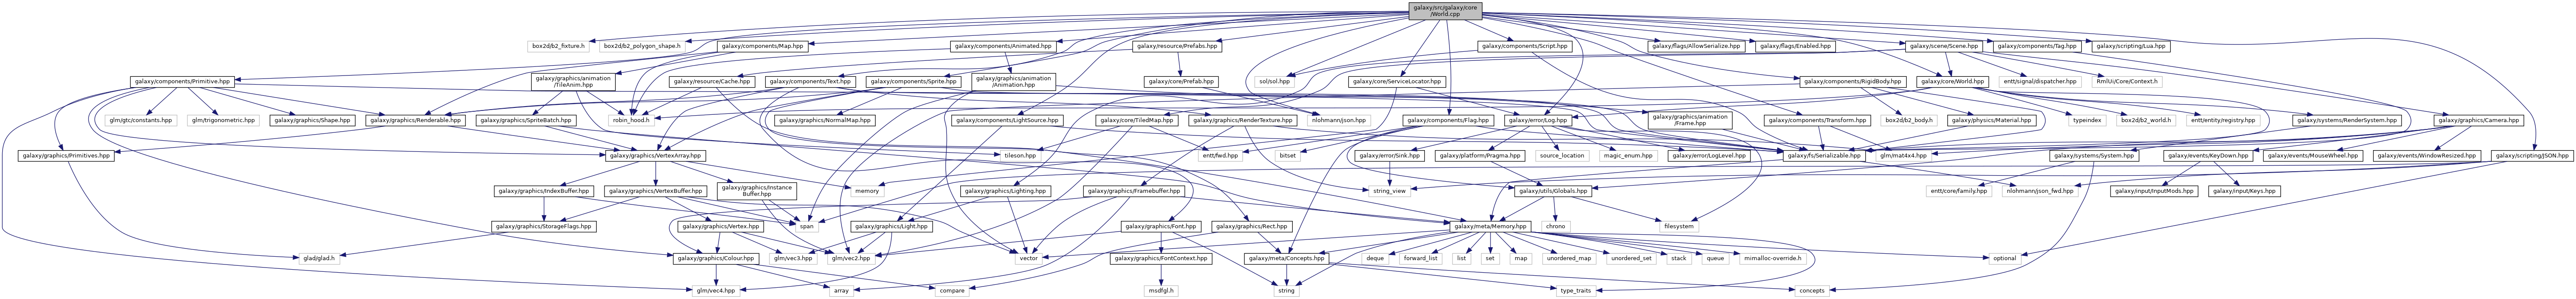 galaxy/src/galaxy/core
/World.cpp
box2d/b2_fixture.h
box2d/b2_polygon_shape.h
galaxy/components/Map.hpp
galaxy/components/Animated.hpp
galaxy/resource/Prefabs.hpp
galaxy/components/Script.hpp
galaxy/flags/AllowSerialize.hpp
galaxy/flags/Enabled.hpp
galaxy/scene/Scene.hpp
galaxy/components/Tag.hpp
galaxy/scripting/Lua.hpp
galaxy/components/Primitive.hpp
galaxy/graphics/animation
/TileAnim.hpp
galaxy/resource/Cache.hpp
galaxy/components/Text.hpp
galaxy/components/Sprite.hpp
galaxy/graphics/animation
/Animation.hpp
galaxy/core/Prefab.hpp
sol/sol.hpp
galaxy/core/ServiceLocator.hpp
galaxy/components/RigidBody.hpp
galaxy/core/World.hpp
entt/signal/dispatcher.hpp
RmlUi/Core/Context.h
glm/gtc/constants.hpp
glm/trigonometric.hpp
galaxy/graphics/Shape.hpp
galaxy/graphics/Renderable.hpp
galaxy/graphics/SpriteBatch.hpp
robin_hood.h
galaxy/graphics/NormalMap.hpp
galaxy/components/LightSource.hpp
galaxy/core/TiledMap.hpp
galaxy/graphics/RenderTexture.hpp
nlohmann/json.hpp
galaxy/components/Flag.hpp
galaxy/error/Log.hpp
galaxy/graphics/animation
/Frame.hpp
galaxy/components/Transform.hpp
box2d/b2_body.h
galaxy/physics/Material.hpp
typeindex
box2d/b2_world.h
entt/entity/registry.hpp
galaxy/systems/RenderSystem.hpp
galaxy/graphics/Camera.hpp
galaxy/graphics/Primitives.hpp
galaxy/graphics/VertexArray.hpp
tileson.hpp
entt/fwd.hpp
bitset
galaxy/error/Sink.hpp
galaxy/platform/Pragma.hpp
source_location
magic_enum.hpp
galaxy/error/LogLevel.hpp
galaxy/fs/Serializable.hpp
glm/mat4x4.hpp
galaxy/systems/System.hpp
galaxy/events/KeyDown.hpp
galaxy/events/MouseWheel.hpp
galaxy/events/WindowResized.hpp
galaxy/scripting/JSON.hpp
galaxy/graphics/IndexBuffer.hpp
galaxy/graphics/VertexBuffer.hpp
galaxy/graphics/Instance
Buffer.hpp
memory
galaxy/graphics/Lighting.hpp
galaxy/graphics/Framebuffer.hpp
string_view
galaxy/utils/Globals.hpp
entt/core/family.hpp
nlohmann/json_fwd.hpp
galaxy/input/InputMods.hpp
galaxy/input/Keys.hpp
galaxy/graphics/StorageFlags.hpp
galaxy/graphics/Vertex.hpp
span
galaxy/graphics/Light.hpp
galaxy/graphics/Font.hpp
galaxy/graphics/Rect.hpp
galaxy/meta/Memory.hpp
chrono
filesystem
glad/glad.h
galaxy/graphics/Colour.hpp
glm/vec3.hpp
glm/vec2.hpp
vector
galaxy/graphics/FontContext.hpp
galaxy/meta/Concepts.hpp
deque
forward_list
list
set
map
unordered_map
unordered_set
stack
queue
mimalloc-override.h
optional
glm/vec4.hpp
array
compare
msdfgl.h
string
type_traits
concepts